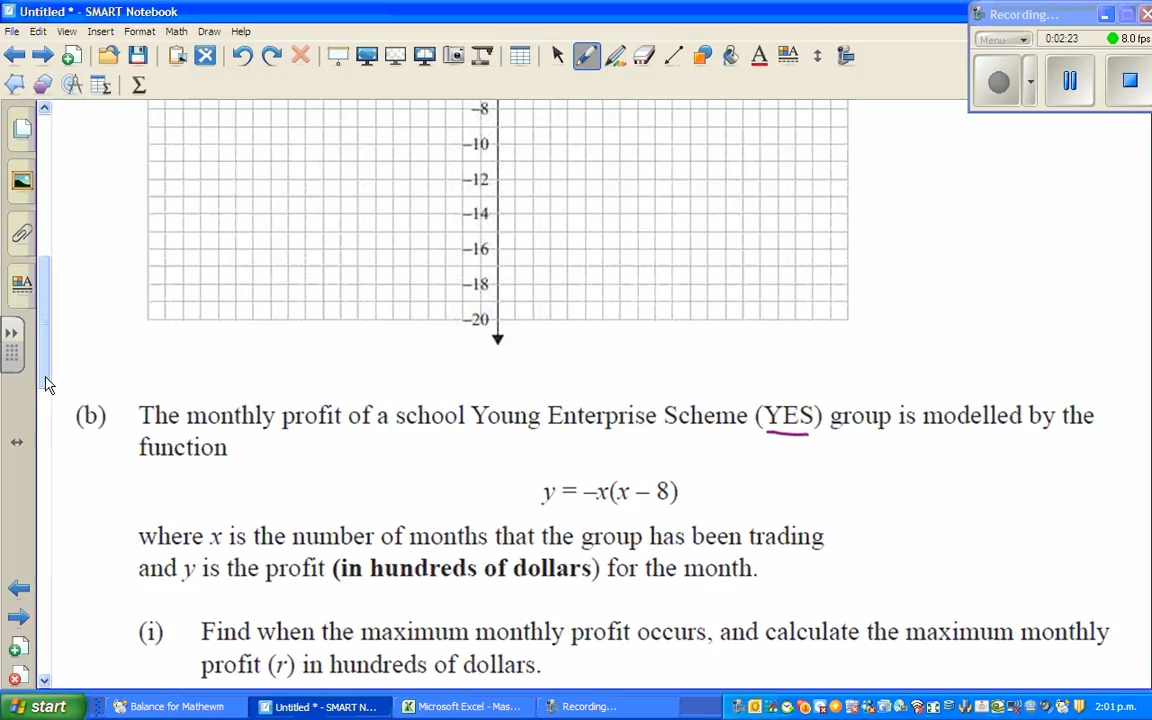 Untitled * - SMART Notebook
Recording...
File Edit View Insert Format Math Draw Help
Menu 0:02:23 8.0 fps
−8
−10
−12
−14
−16
−18
−20
(b) The monthly profit of a school Young Enterprise Scheme (YES) group is modelled by the
function
y = –x(x – 8)
where x is the number of months that the group has been trading
and y is the profit (in hundreds of dollars) for the month.
(i) Find when the maximum monthly profit occurs, and calculate the maximum monthly
profit (r) in hundreds of dollars.
start Balance for Mathewm Untitled * - SMART N... Microsoft Excel - Mas... Recording... 2:01 p.m.